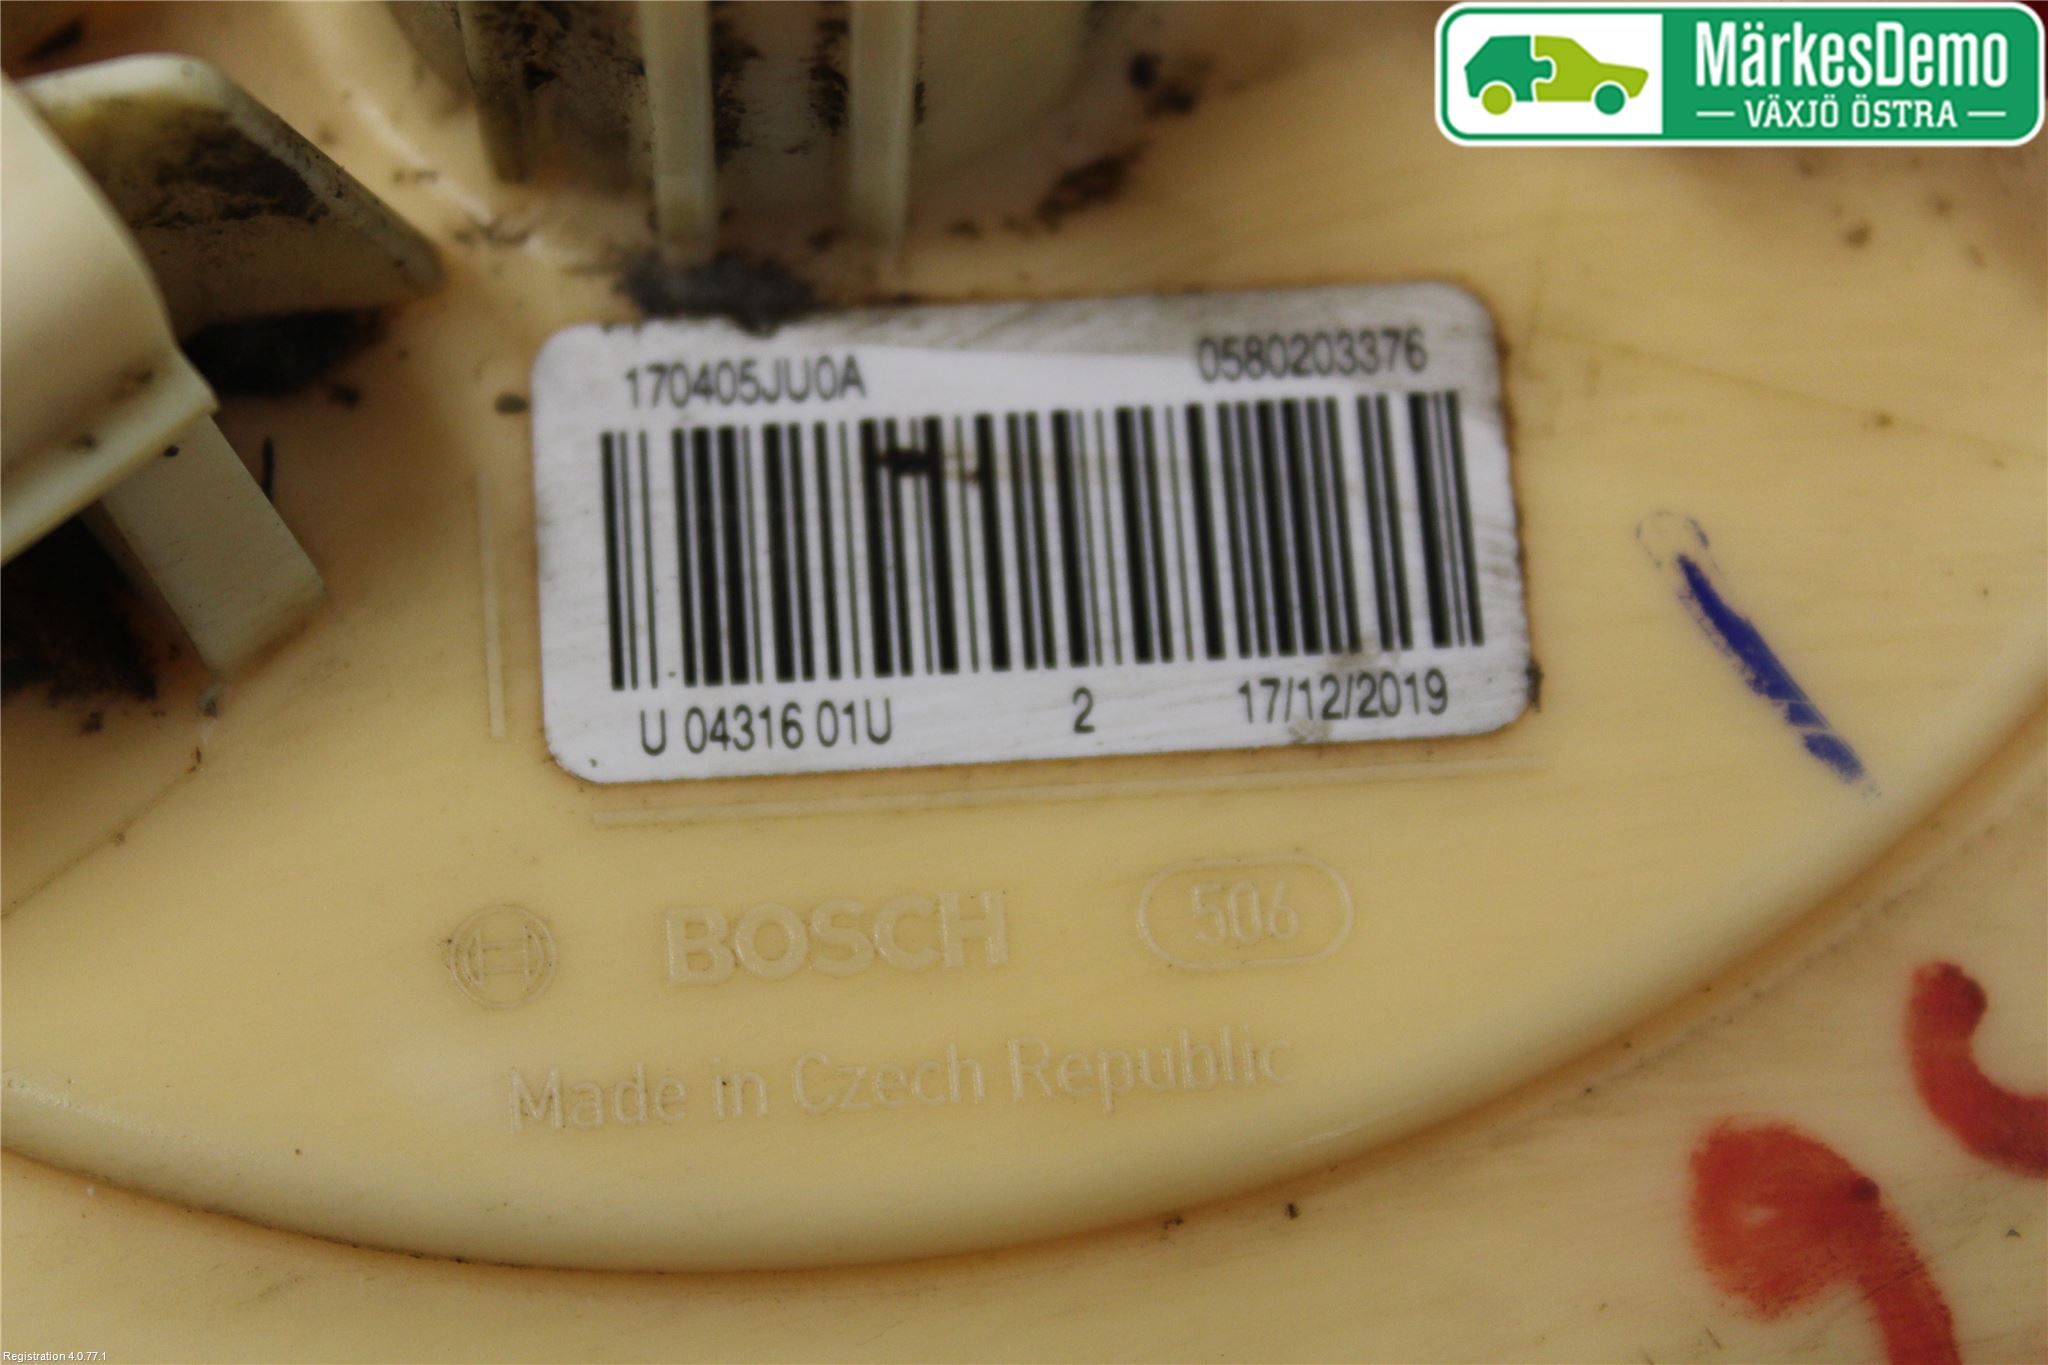 MärkesDemo
VÄXJÖ ÖSTRA
170405JU0A 0580203376
U 04316 01U 2 17/12/2019
BOSCH 506
Made in Czech Republic
Registration 4.0.77.1